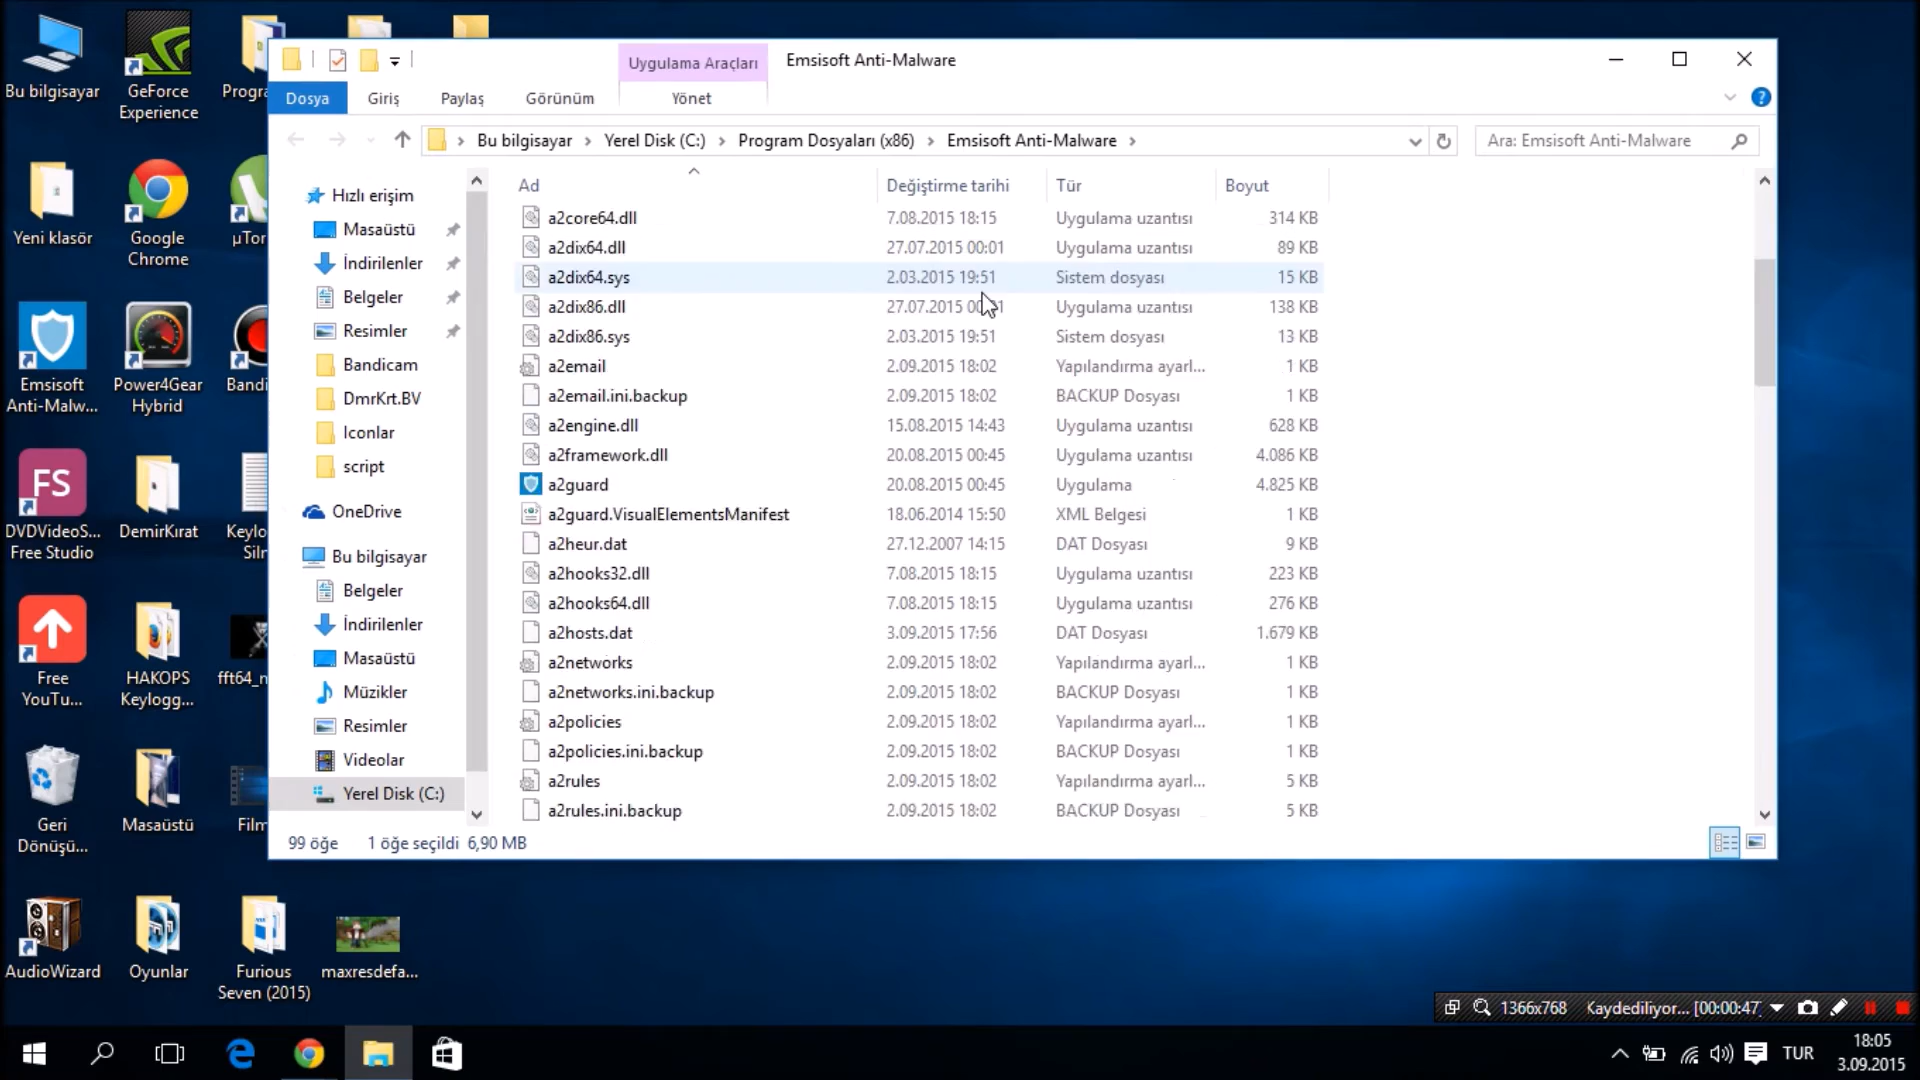 Uygulama Araçları
Emsisoft Anti-Malware
Dosya
Giriş
Paylaş
Görünüm
Yönet
Bu bilgisayar
Yerel Disk (C:)
Program Dosyaları (x86)
Emsisoft Anti-Malware
Ara: Emsisoft Anti-Malware
Hızlı erişim
Masaüstü
İndirilenler
Belgeler
Resimler
Bandicam
DmrKrt.BV
Iconlar
script
OneDrive
Bu bilgisayar
Belgeler
İndirilenler
Masaüstü
Müzikler
Resimler
Videolar
Yerel Disk (C:)
Ad Değiştirme tarihi Tür Boyut
a2core64.dll 7.08.2015 18:15 Uygulama uzantısı 314 KB
a2dix64.dll 27.07.2015 00:01 Uygulama uzantısı 89 KB
a2dix64.sys 2.03.2015 19:51 Sistem dosyası 15 KB
a2dix86.dll 27.07.2015 Uygulama uzantısı 138 KB
a2dix86.sys 2.03.2015 19:51 Sistem dosyası 13 KB
a2email 2.09.2015 18:02 Yapılandırma ayarl... 1 KB
a2email.ini.backup 2.09.2015 18:02 BACKUP Dosyası 1 KB
a2engine.dll 15.08.2015 14:43 Uygulama uzantısı 628 KB
a2framework.dll 20.08.2015 00:45 Uygulama uzantısı 4.086 KB
a2guard 20.08.2015 00:45 Uygulama 4.825 KB
a2guard.VisualElementsManifest 18.06.2014 15:50 XML Belgesi 1 KB
a2heur.dat 27.12.2007 14:15 DAT Dosyası 9 KB
a2hooks32.dll 7.08.2015 18:15 Uygulama uzantısı 223 KB
a2hooks64.dll 7.08.2015 18:15 Uygulama uzantısı 276 KB
a2hosts.dat 3.09.2015 17:56 DAT Dosyası 1.679 KB
a2networks 2.09.2015 18:02 Yapılandırma ayarl... 1 KB
a2networks.ini.backup 2.09.2015 18:02 BACKUP Dosyası 1 KB
a2policies 2.09.2015 18:02 Yapılandırma ayarl... 1 KB
a2policies.ini.backup 2.09.2015 18:02 BACKUP Dosyası 1 KB
a2rules 2.09.2015 18:02 Yapılandırma ayarl... 5 KB
a2rules.ini.backup 2.09.2015 18:02 BACKUP Dosyası 5 KB
99 öğe 1 öğe seçildi 6,90 MB
Bu bilgisayar
GeForce
Experience
Progra
Yeni klasör
Google
Chrome
µTor
Emsisoft
Anti-Malw...
Power4Gear
Hybrid
Bandi
FS
DVDVideoS...
Free Studio
DemirKırat
Keylo
Siln
Free
YouTu...
HAKOPS
Keylogg...
fft64_n
Geri
Dönüşü...
Masaüstü
Film
AudioWizard
Oyunlar
Furious
Seven (2015)
maxresdefa...
1366x768 Kaydediliyor... [00:00:47]
TUR
18:05
3.09.2015